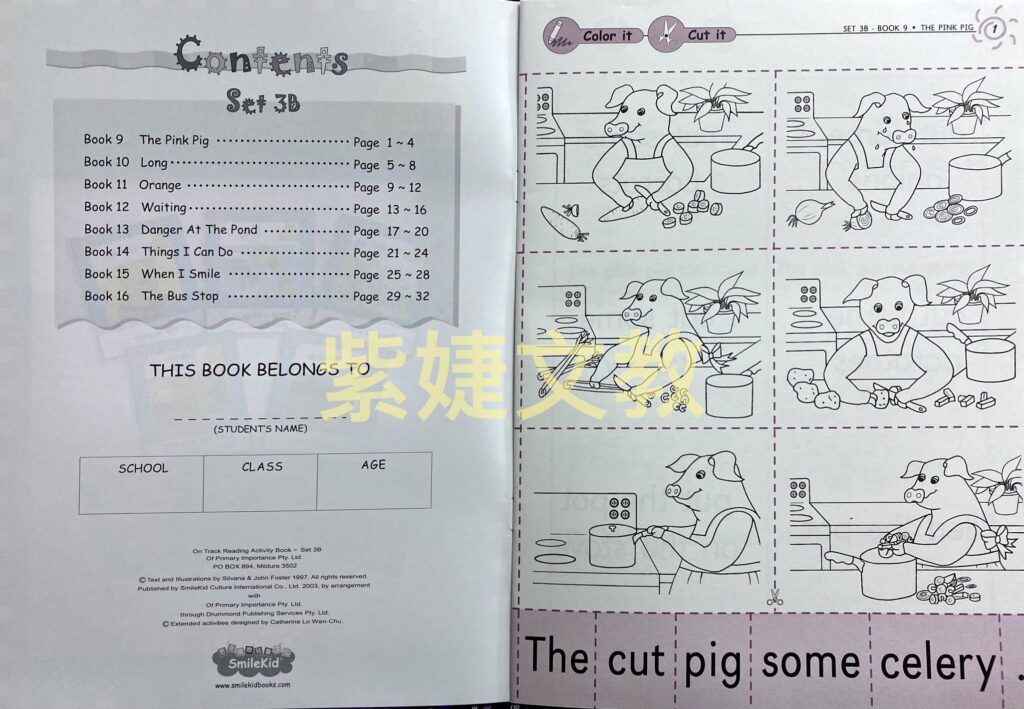 Contents
Set 3B
Book 9 The Pink Pig ........................ Page 1 ~ 4
Book 10 Long ................................ Page 5 ~ 8
Book 11 Orange ............................. Page 9 ~ 12
Book 12 Waiting ............................ Page 13 ~ 16
Book 13 Danger At The Pond ................ Page 17 ~ 20
Book 14 Things I Can Do .................... Page 21 ~ 24
Book 15 When I Smile ....................... Page 25 ~ 28
Book 16 The Bus Stop ....................... Page 29 ~ 32
THIS BOOK BELONGS TO
(STUDENT'S NAME)
SCHOOL CLASS AGE
On Track Reading Activity Book ~ Set 3B
Of Primary Importance Pty. Ltd.
PO BOX 894, Mildura 3502
©Text and Illustrations by Silvana & John Foster 1997. All rights reserved.
Published by SmileKid Culture International Co., Ltd. 2003, by arrangement
with
Of Primary Importance Pty. Ltd.
through Drummond Publishing Services Pty. Ltd.
©Extended activities designed by Catherine Lo Wen-Chu.
SmileKid
www.smilekidbooks.com
Color it Cut it
SET 3B - BOOK 9 • THE PINK PIG 1
The cut pig some celery .
紫婕文教